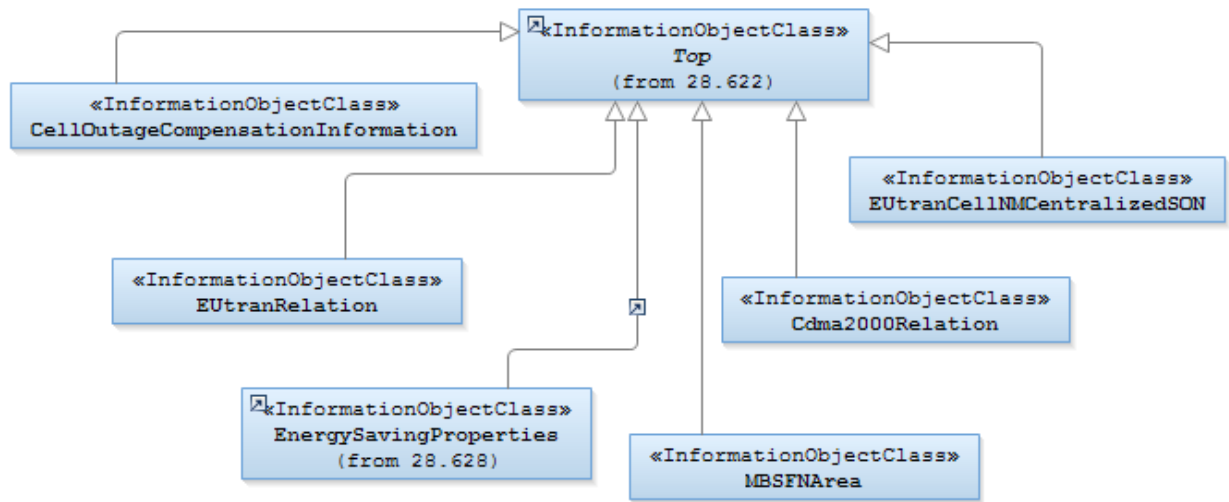 «InformationObjectClass»
Top
(from 28.622)
«InformationObjectClass»
CellOutageCompensationInformation
«InformationObjectClass»
EUtranCellNMCentralizedSON
«InformationObjectClass»
EUtranRelation
«InformationObjectClass»
Cdma2000Relation
«InformationObjectClass»
EnergySavingProperties
(from 28.628)
«InformationObjectClass»
MBSFNArea